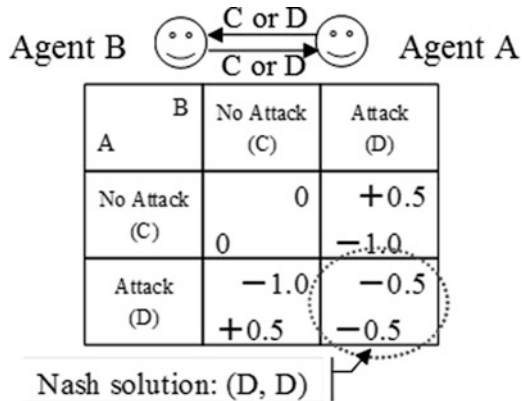 C or D
Agent B Agent A
C or D
B No Attack Attack
A (C) (D)
No Attack 0 +0.5
(C) 0 −1.0
Attack −1.0 −0.5
(D) +0.5 −0.5
Nash solution: (D, D)